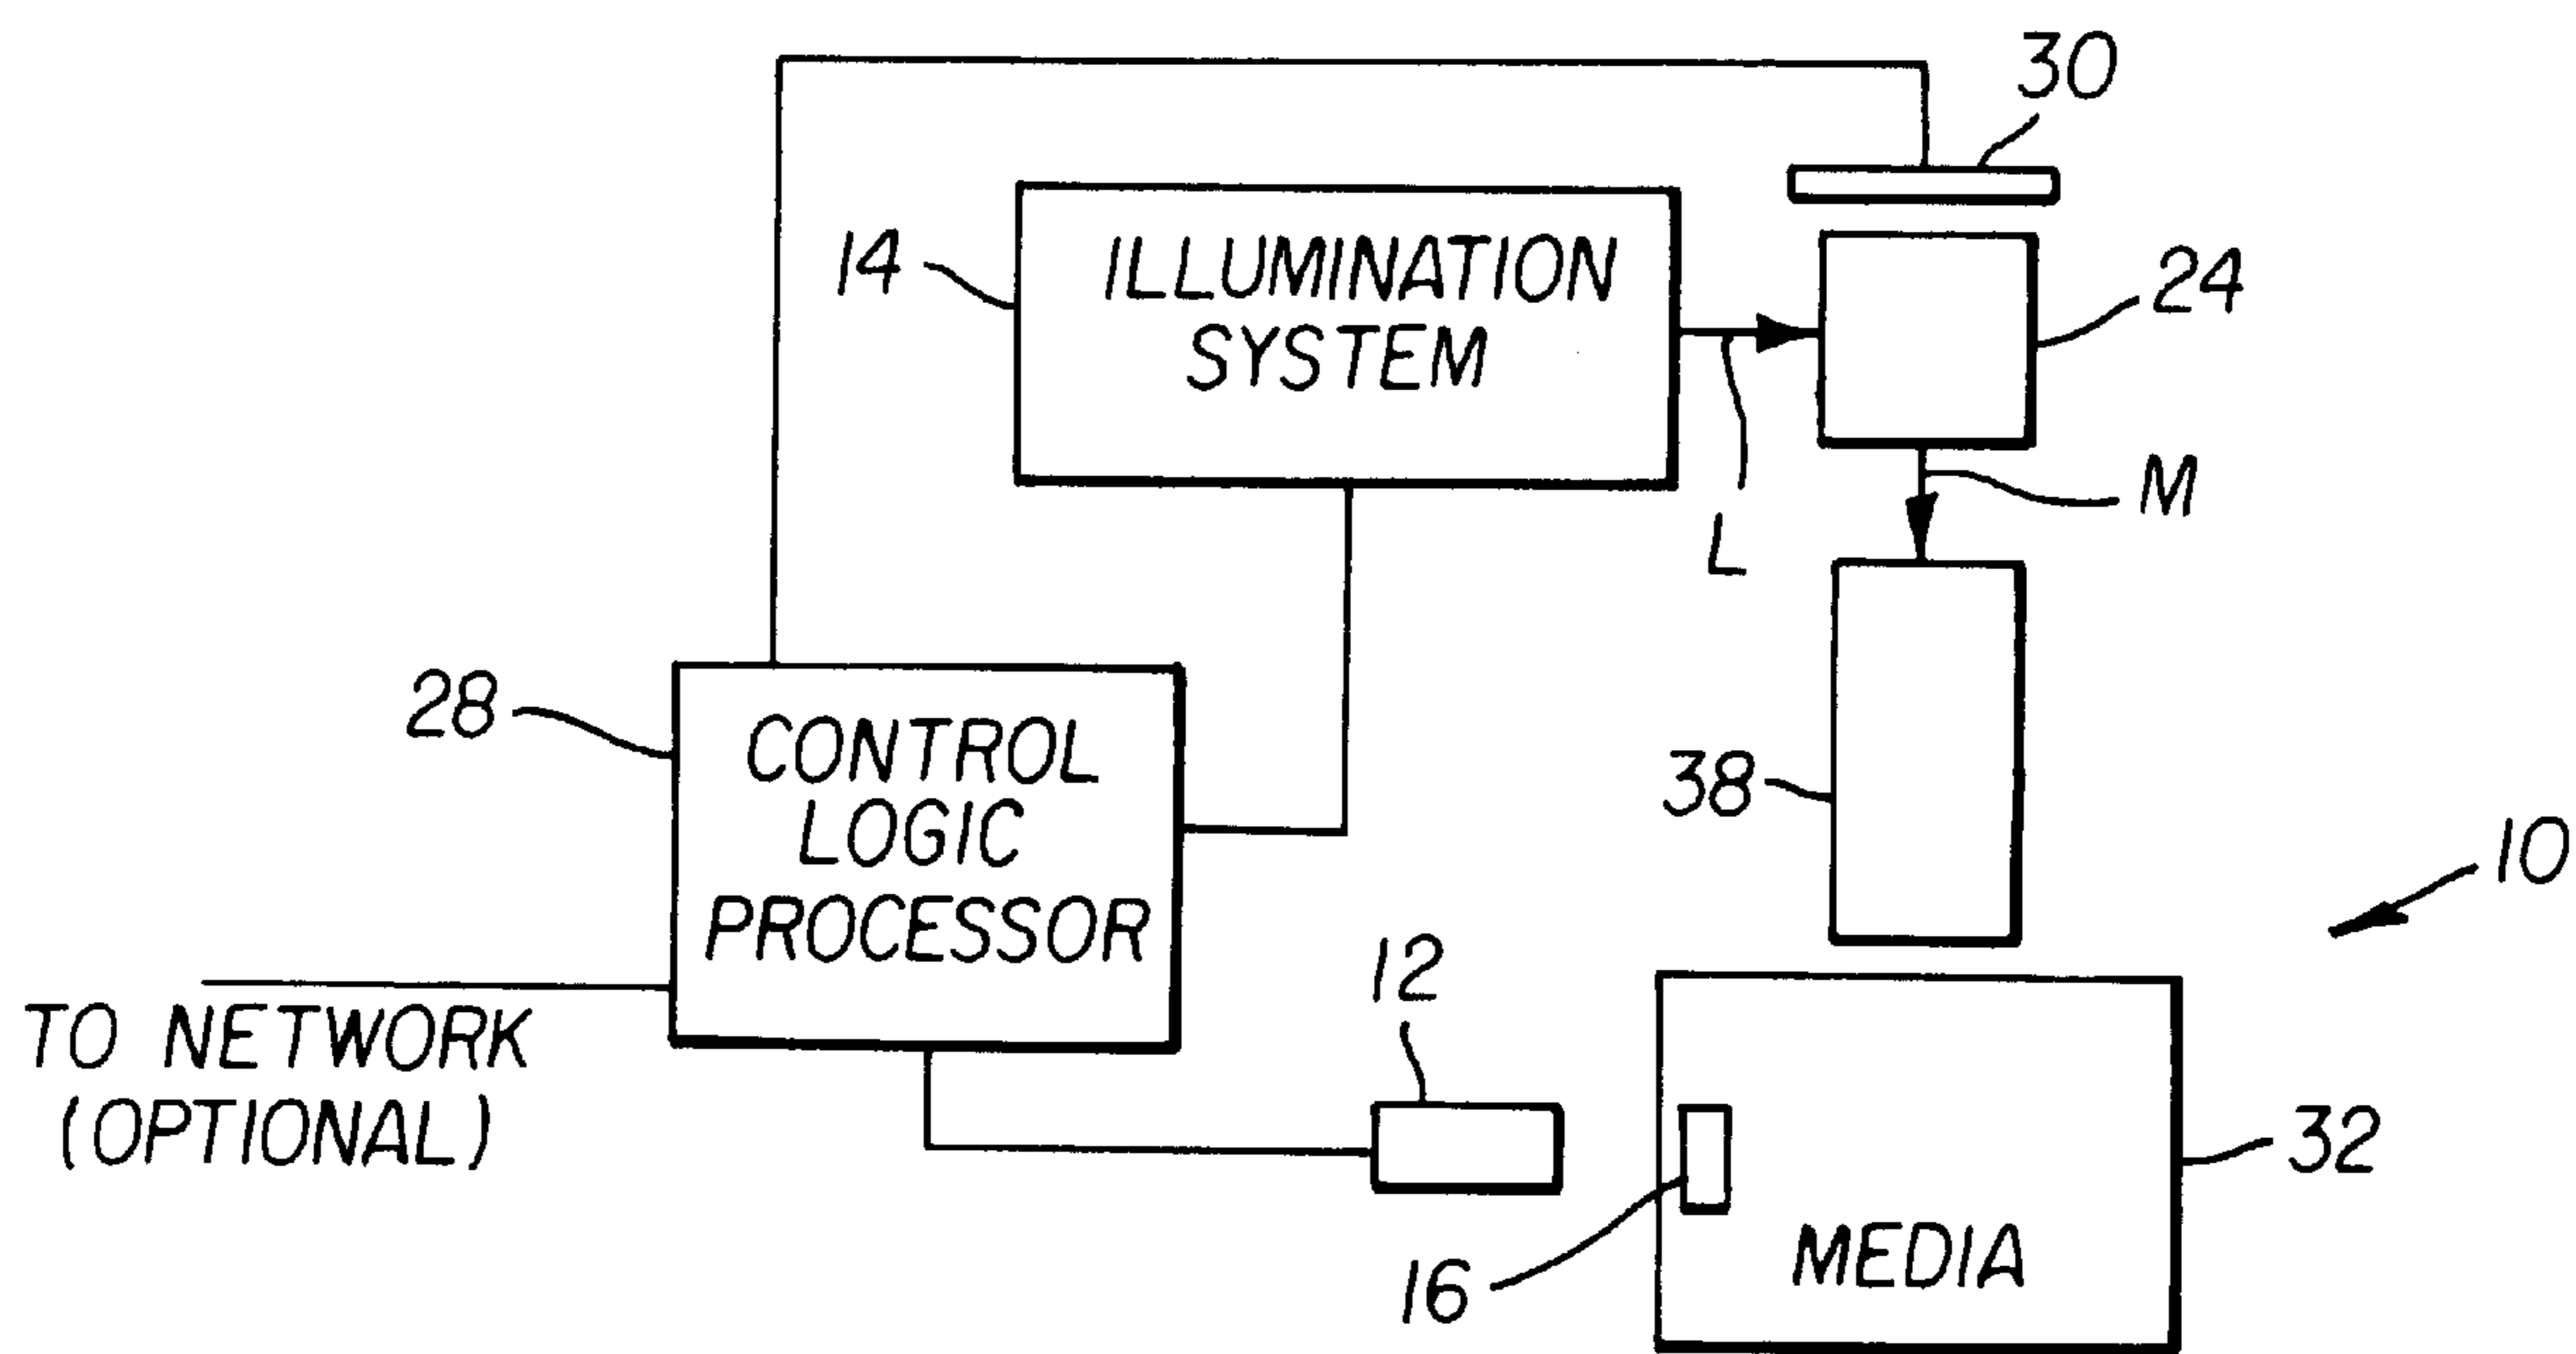 30
14
ILLUMINATION
SYSTEM
24
L
M
28
CONTROL
LOGIC
PROCESSOR
38
10
TO NETWORK
(OPTIONAL)
12
16
MEDIA
32